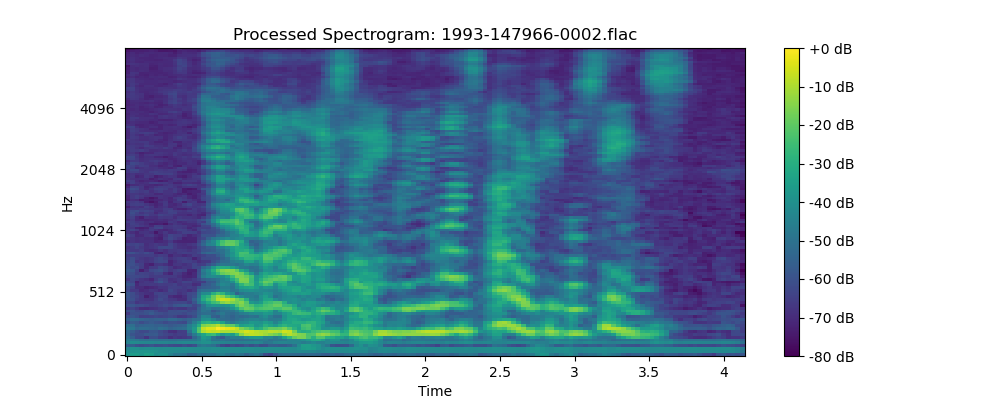 Processed Spectrogram: 1993-147966-0002.flac
Hz
4096
2048
1024
512
0
0 0.5 1 1.5 2 2.5 3 3.5 4
Time
+0 dB
-10 dB
-20 dB
-30 dB
-40 dB
-50 dB
-60 dB
-70 dB
-80 dB